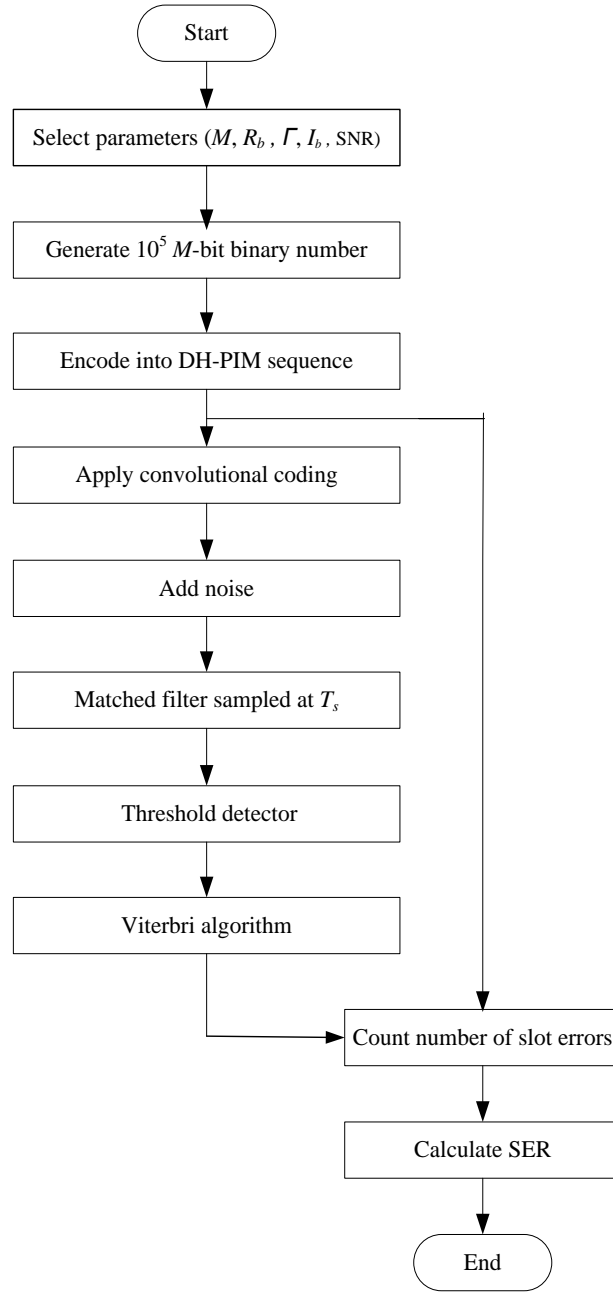 Start
Select parameters (M, R_b , Γ, I_b , SNR)
Generate 10^5 M-bit binary number
Encode into DH-PIM sequence
Apply convolutional coding
Add noise
Matched filter sampled at T_s
Threshold detector
Viterbri algorithm
Count number of slot errors
Calculate SER
End